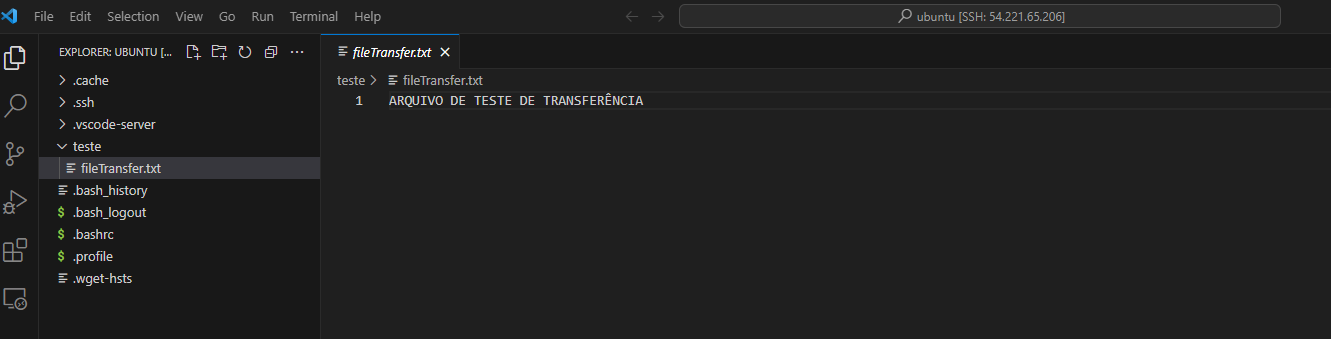 File Edit Selection View Go Run Terminal Help
ubuntu [SSH: 54.221.65.206]
EXPLORER: UBUNTU [...
.cache
.ssh
.vscode-server
teste
fileTransfer.txt
.bash_history
$ .bash_logout
$ .bashrc
$ .profile
.wget-hsts
fileTransfer.txt
teste > fileTransfer.txt
1 ARQUIVO DE TESTE DE TRANSFERÊNCIA